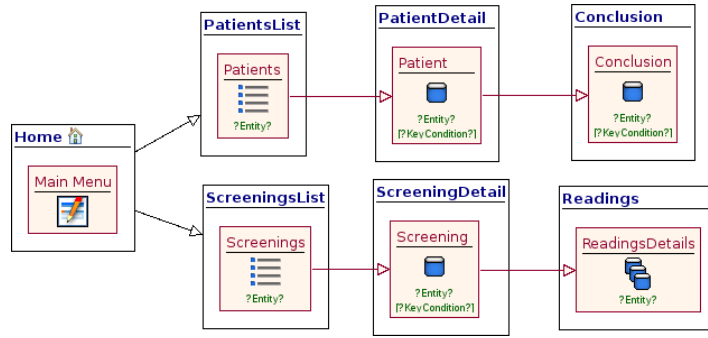 PatientsList
Patients
?Entity?
PatientDetail
Patient
?Entity?
[?KeyCondition?]
Conclusion
Conclusion
?Entity?
[?KeyCondition?]
Home
Main Menu
ScreeningsList
Screenings
?Entity?
ScreeningDetail
Screening
?Entity?
[?KeyCondition?]
Readings
ReadingsDetails
?Entity?